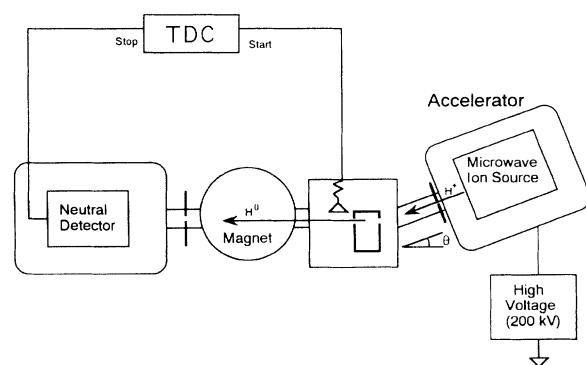 TDC
Stop
Start
Accelerator
Microwave
Ion Source
H⁺
Neutral
Detector
H⁰
Magnet
θ
High
Voltage
(200 kV)